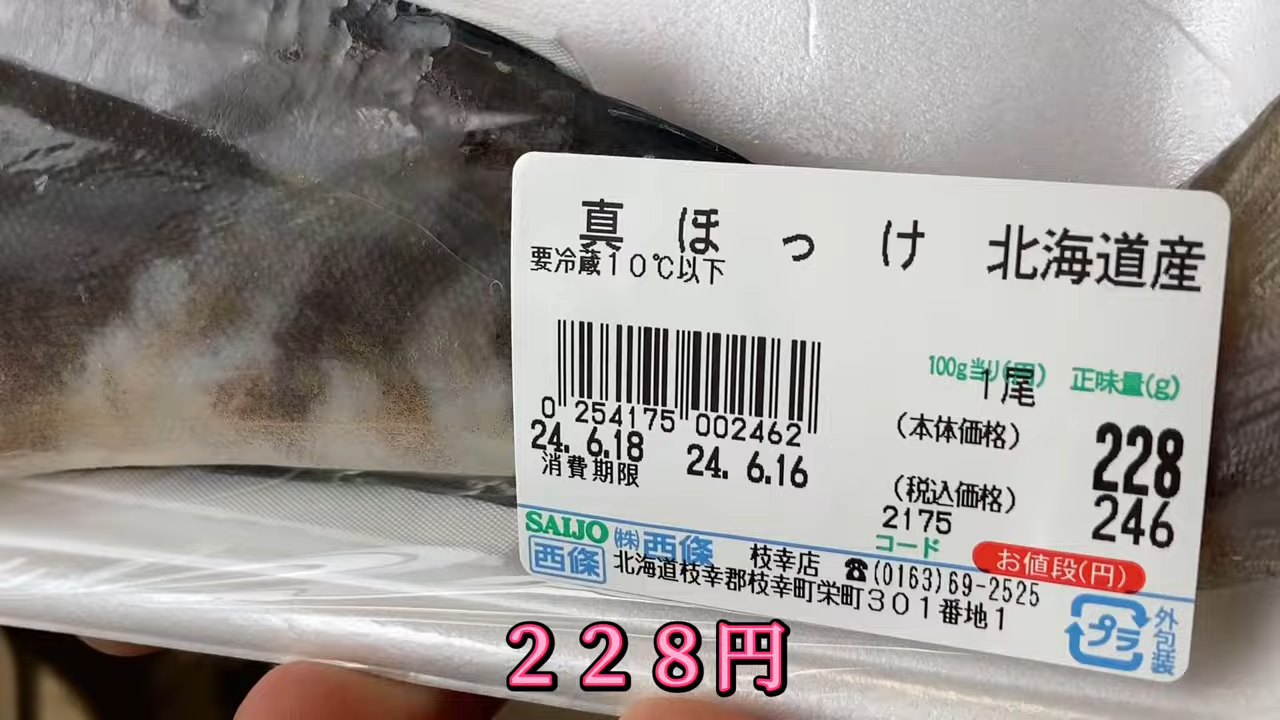 真ほっけ 北海道産
要冷蔵10℃以下
100g当り(円) 正味量(g)
1尾
0 254175 002462
(本体価格) 228
24. 6.18 24. 6.16
消費期限
(税込価格) 246
2175
コード
お値段(円)
SAIJO
西條
(株)西條 枝幸店 ☎(0163)69-2525
北海道枝幸郡枝幸町栄町301番地1
プラ
外包装
228円